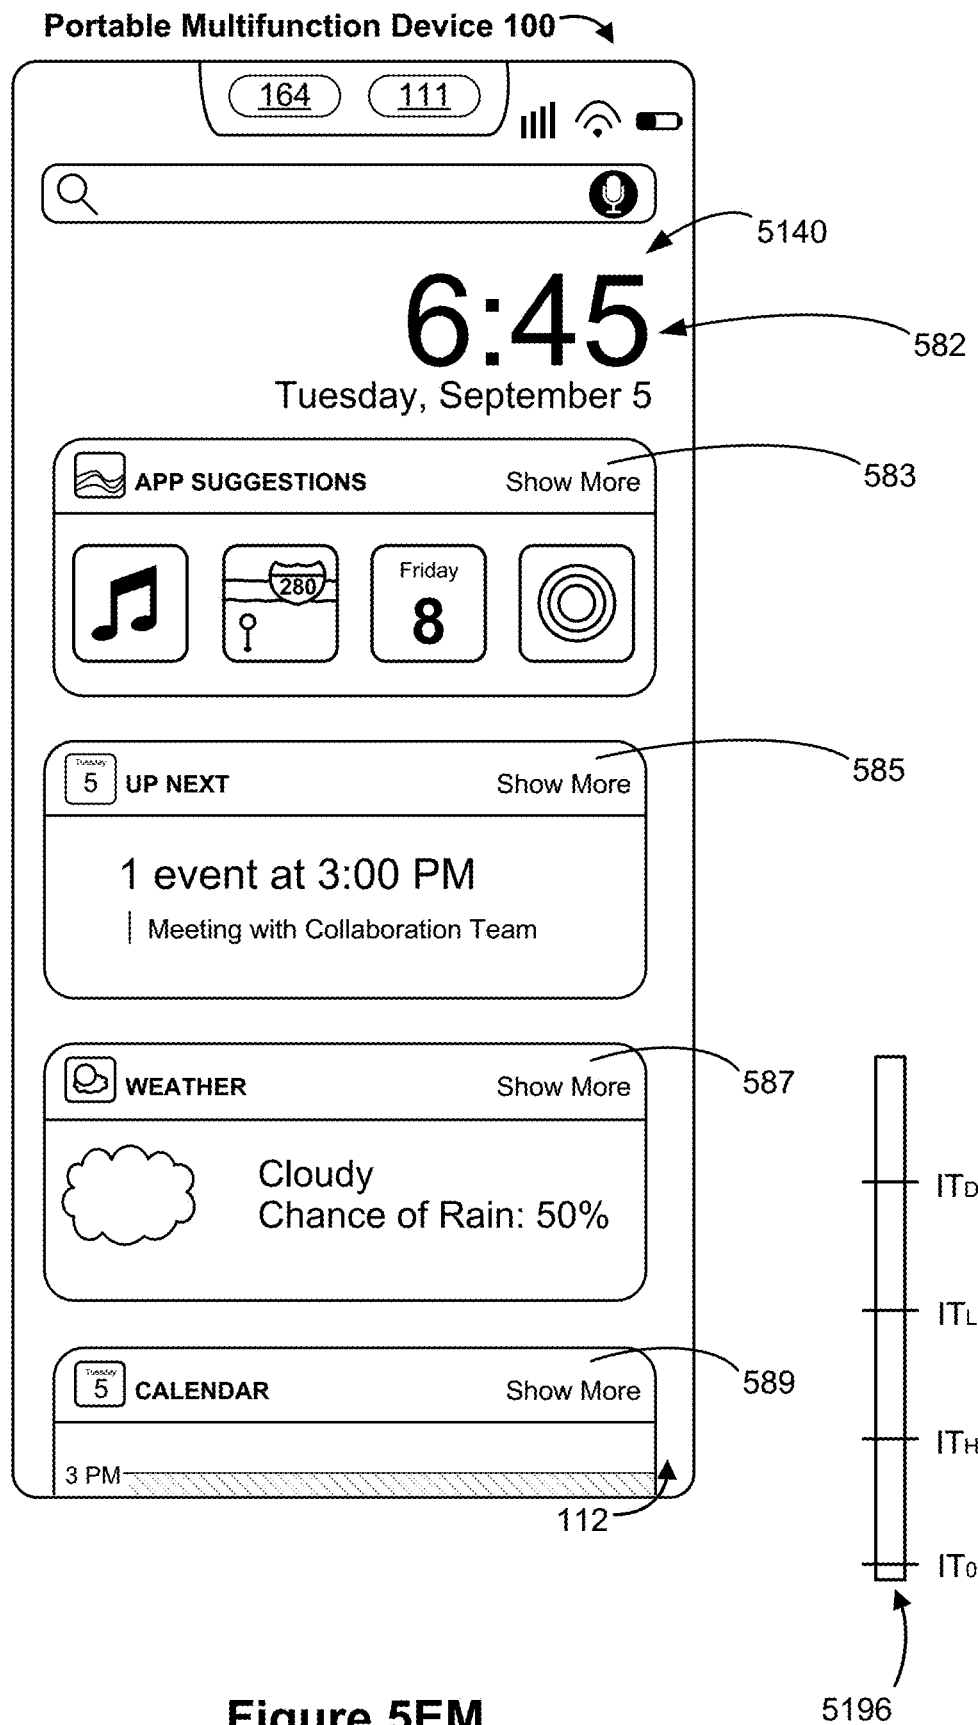 Portable Multifunction Device 100
164 111
5140
6:45
582
Tuesday, September 5
APP SUGGESTIONS Show More
583
280
Friday
8
Tuesday
5
UP NEXT Show More
585
1 event at 3:00 PM
Meeting with Collaboration Team
WEATHER Show More
587
Cloudy
Chance of Rain: 50%
ITD
ITL
Tuesday
5
CALENDAR Show More
589
ITH
3 PM
112
IT0
5196
Figure 5EM